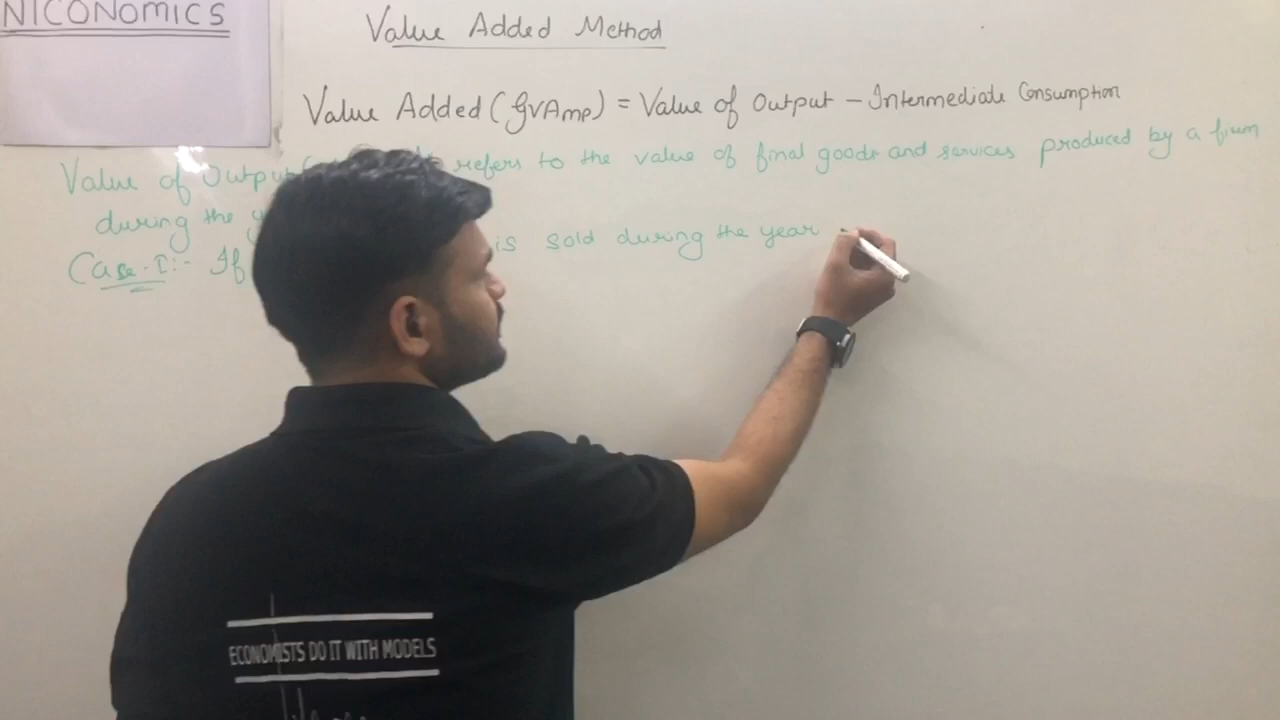 NICONOMICS
Value Added Method
Value Added (GVAmp) = Value of Output - Intermediate Consumption
Value of Outpu refers to the value of final goods and services produced by a firm
during the
Case-I:- If is sold during the year
ECONOMISTS DO IT WITH MODELS